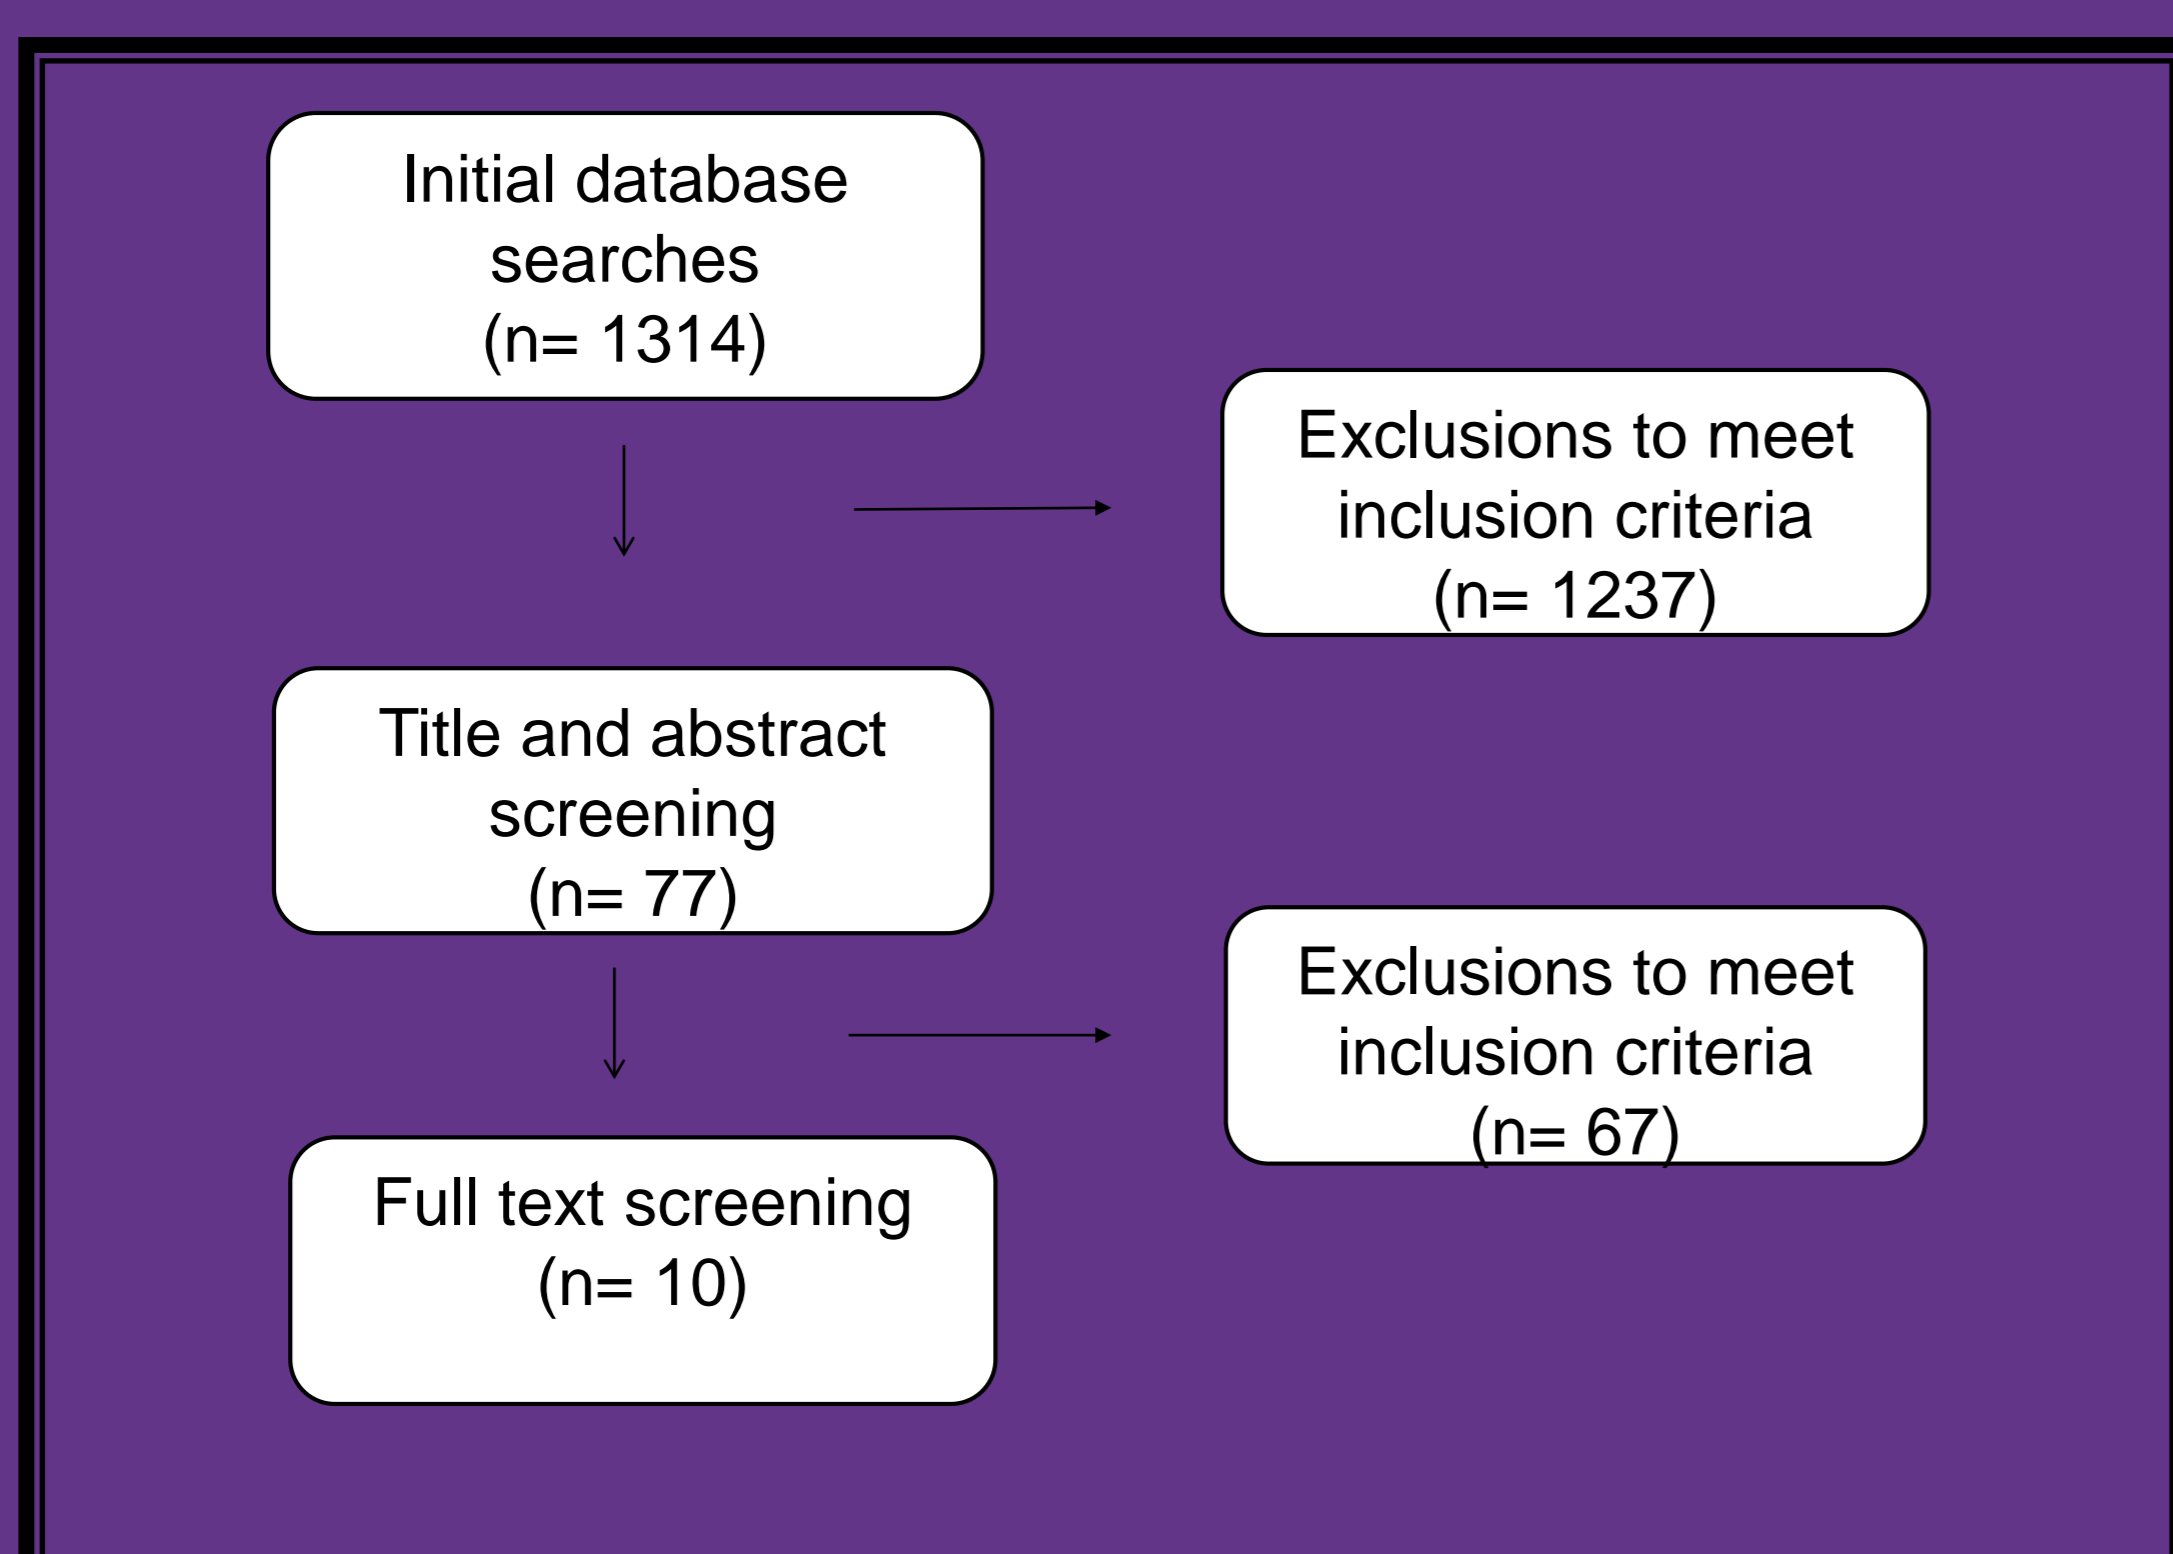 Initial database
searches
(n= 1314)
Exclusions to meet
inclusion criteria
(n= 1237)
Title and abstract
screening
(n= 77)
Exclusions to meet
inclusion criteria
(n= 67)
Full text screening
(n= 10)